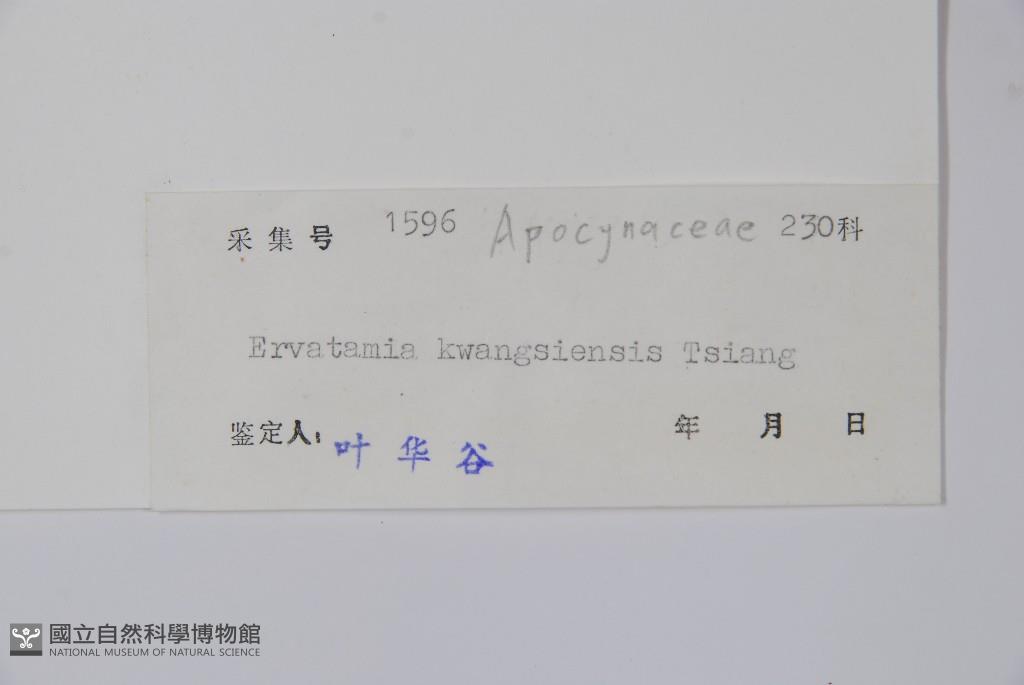 采集号 1596 Apocynaceae 230科
Ervatamia kwangsiensis Tsiang
鉴定人: 叶华谷 年 月 日
國立自然科學博物館
NATIONAL MUSEUM OF NATURAL SCIENCE